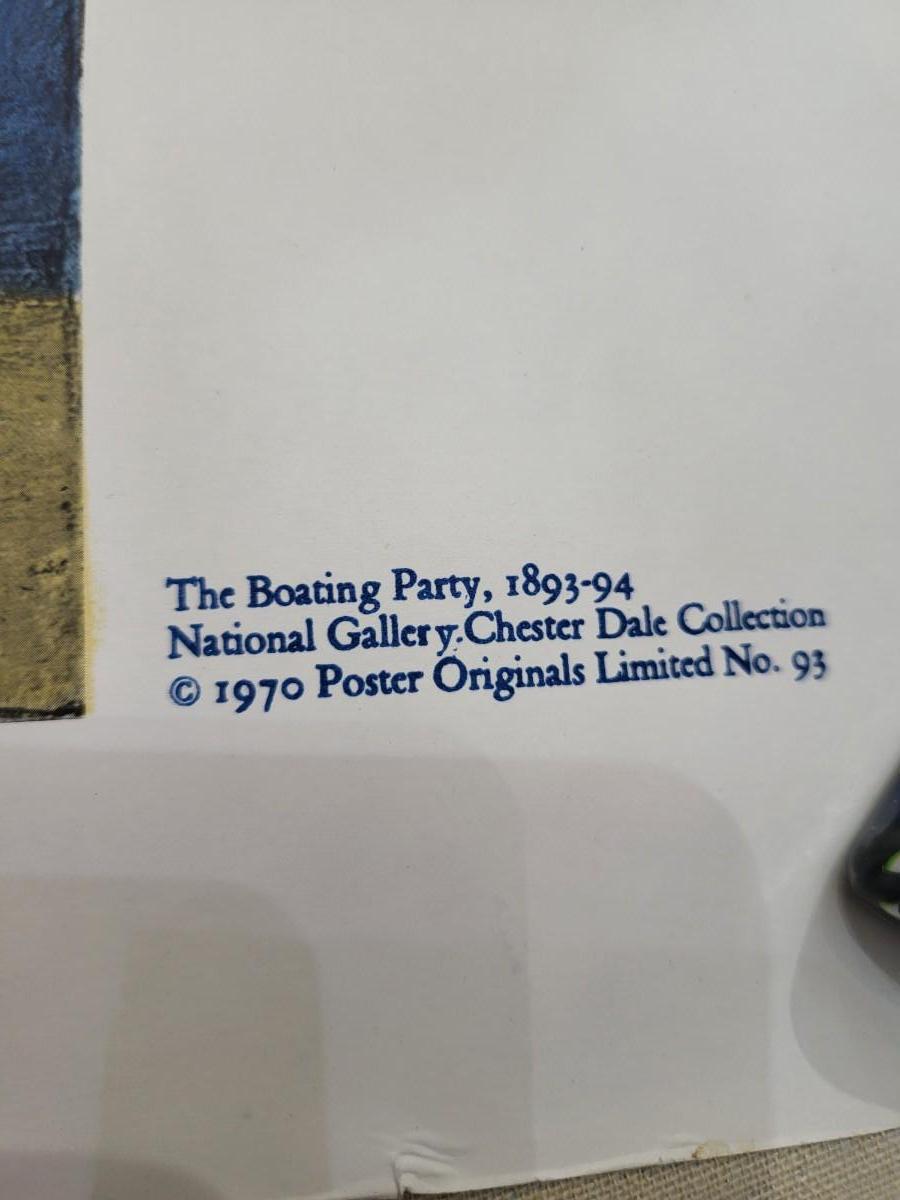 The Boating Party, 1893-94
National Gallery.Chester Dale Collection
© 1970 Poster Originals Limited No. 93